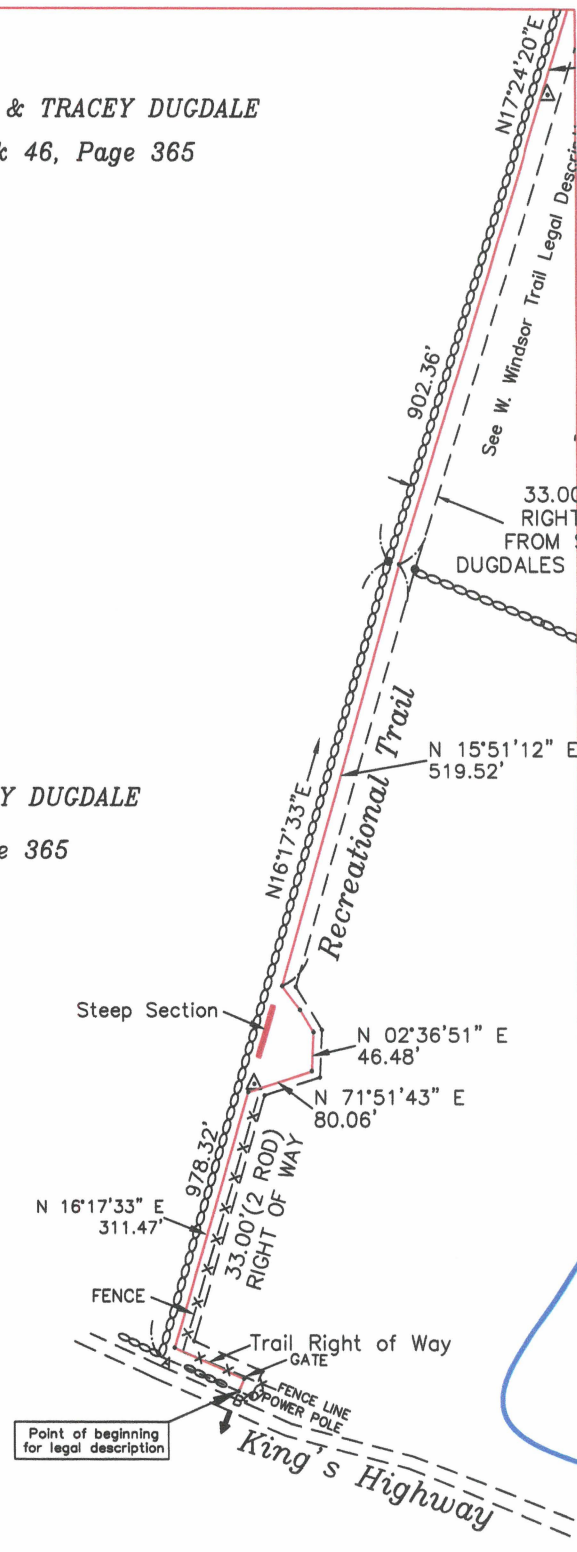 & TRACEY DUGDALE
46, Page 365
N17°24'20"E
See W. Windsor Trail Legal
902.36'
33.00
RIGHT
FROM
DUGDALES
N 15°51'12" E
519.52'
Recreational Trail
N16°17'33"E
Y DUGDALE
365
Steep Section
N 02°36'51" E
46.48'
N 71°51'43" E
80.06'
978.32'
33.00'(2 ROD)
RIGHT OF WAY
N 16°17'33" E
311.47'
FENCE
Trail Right of Way
GATE
FENCE LINE
POWER POLE
Point of beginning
for legal description
King's Highway